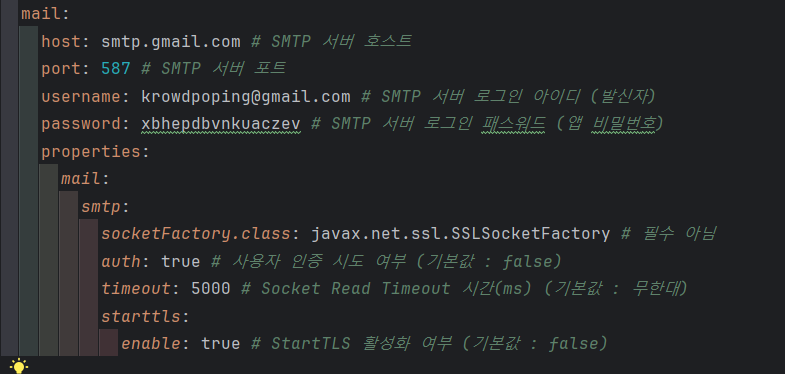 mail:
host: smtp.gmail.com # SMTP 서버 호스트
port: 587 # SMTP 서버 포트
username: krowdpoping@gmail.com # SMTP 서버 로그인 아이디 (발신자)
password: xbhepdbvnkuaczev # SMTP 서버 로그인 패스워드 (앱 비밀번호)
properties:
mail:
smtp:
socketFactory.class: javax.net.ssl.SSLSocketFactory # 필수 아님
auth: true # 사용자 인증 시도 여부 (기본값 : false)
timeout: 5000 # Socket Read Timeout 시간(ms) (기본값 : 무한대)
starttls:
enable: true # StartTLS 활성화 여부 (기본값 : false)